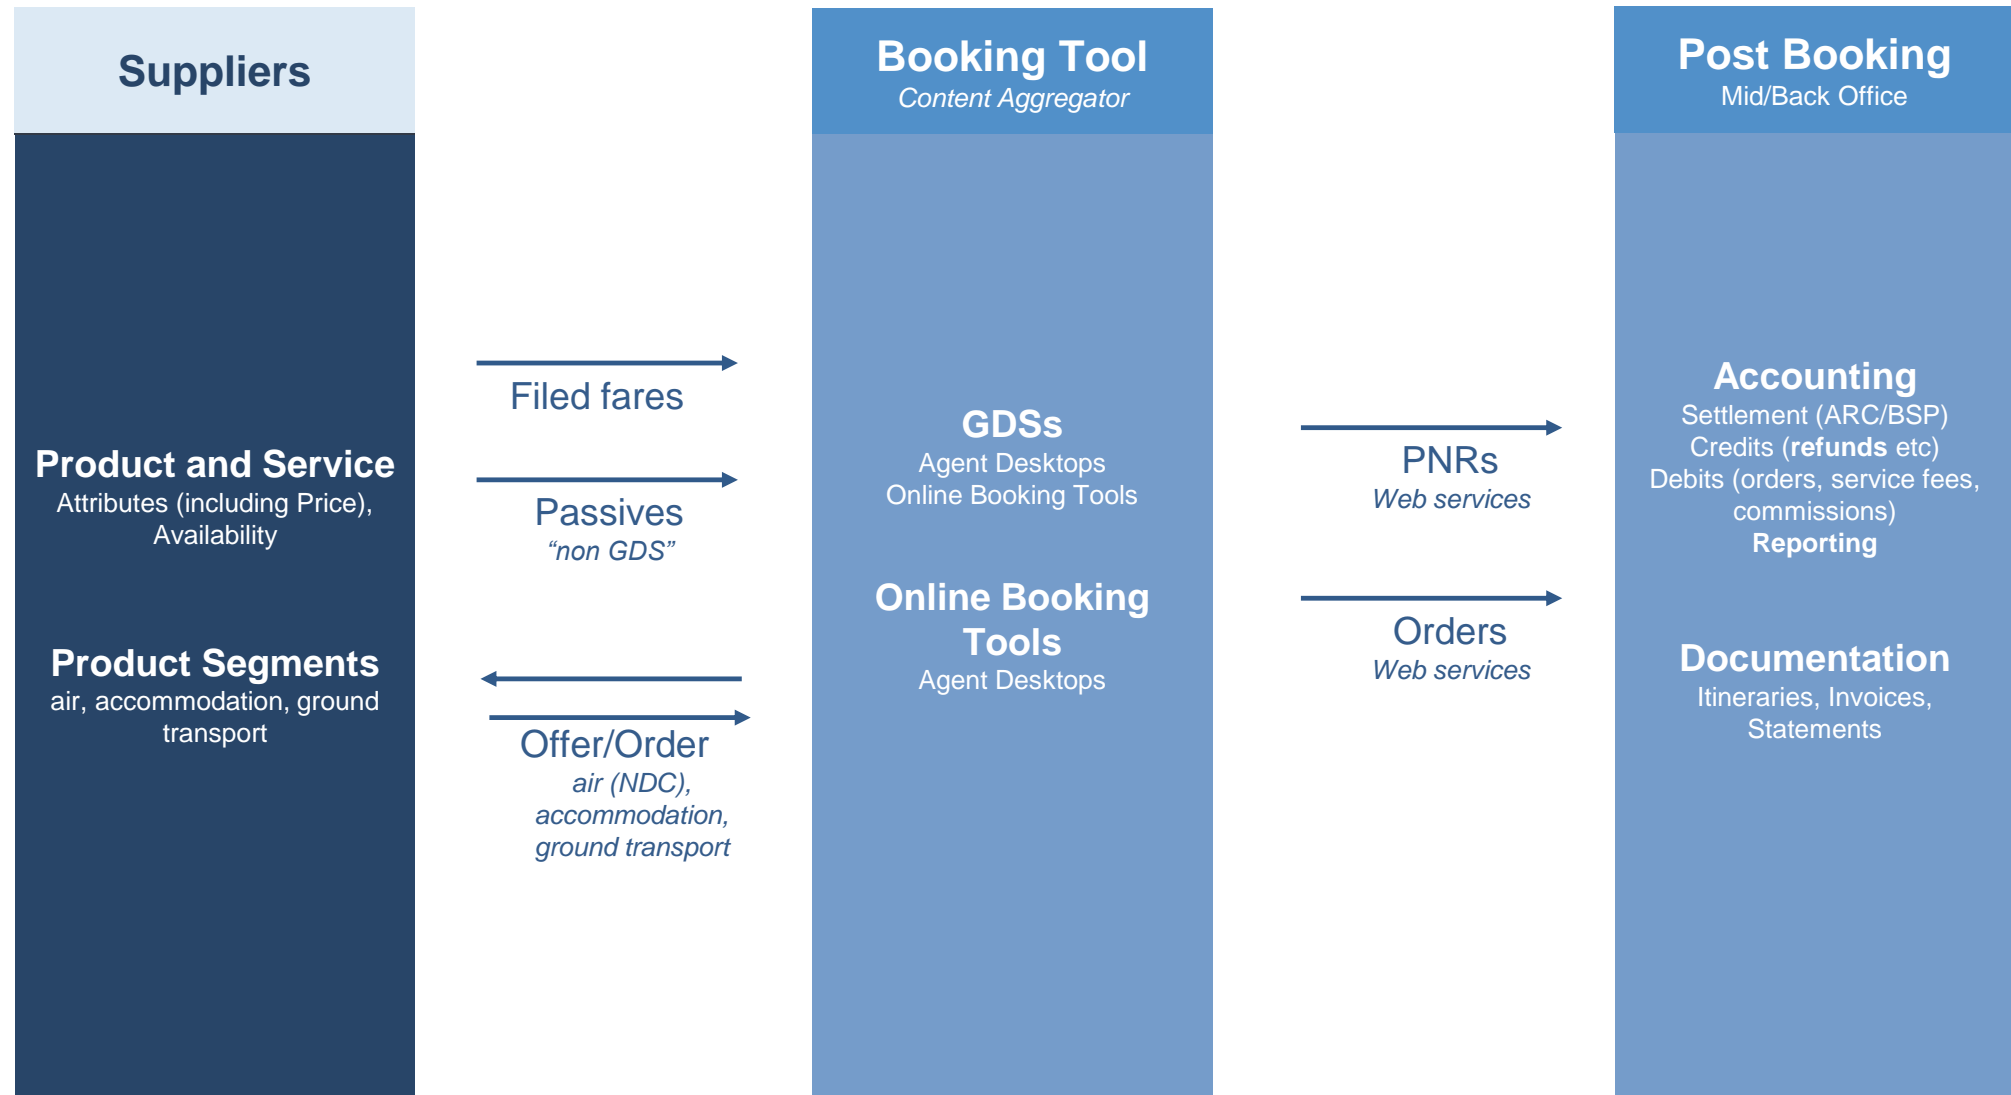 Suppliers
Product and Service
Attributes (including Price),
Availability
Product Segments
air, accommodation, ground
transport
Filed fares
Passives
“non GDS”
Offer/Order
air (NDC),
accommodation,
ground transport
Booking Tool
Content Aggregator
GDSs
Agent Desktops
Online Booking Tools
Online Booking
Tools
Agent Desktops
PNRs
Web services
Orders
Web services
Post Booking
Mid/Back Office
Accounting
Settlement (ARC/BSP)
Credits (refunds etc)
Debits (orders, service fees,
commissions)
Reporting
Documentation
Itineraries, Invoices,
Statements